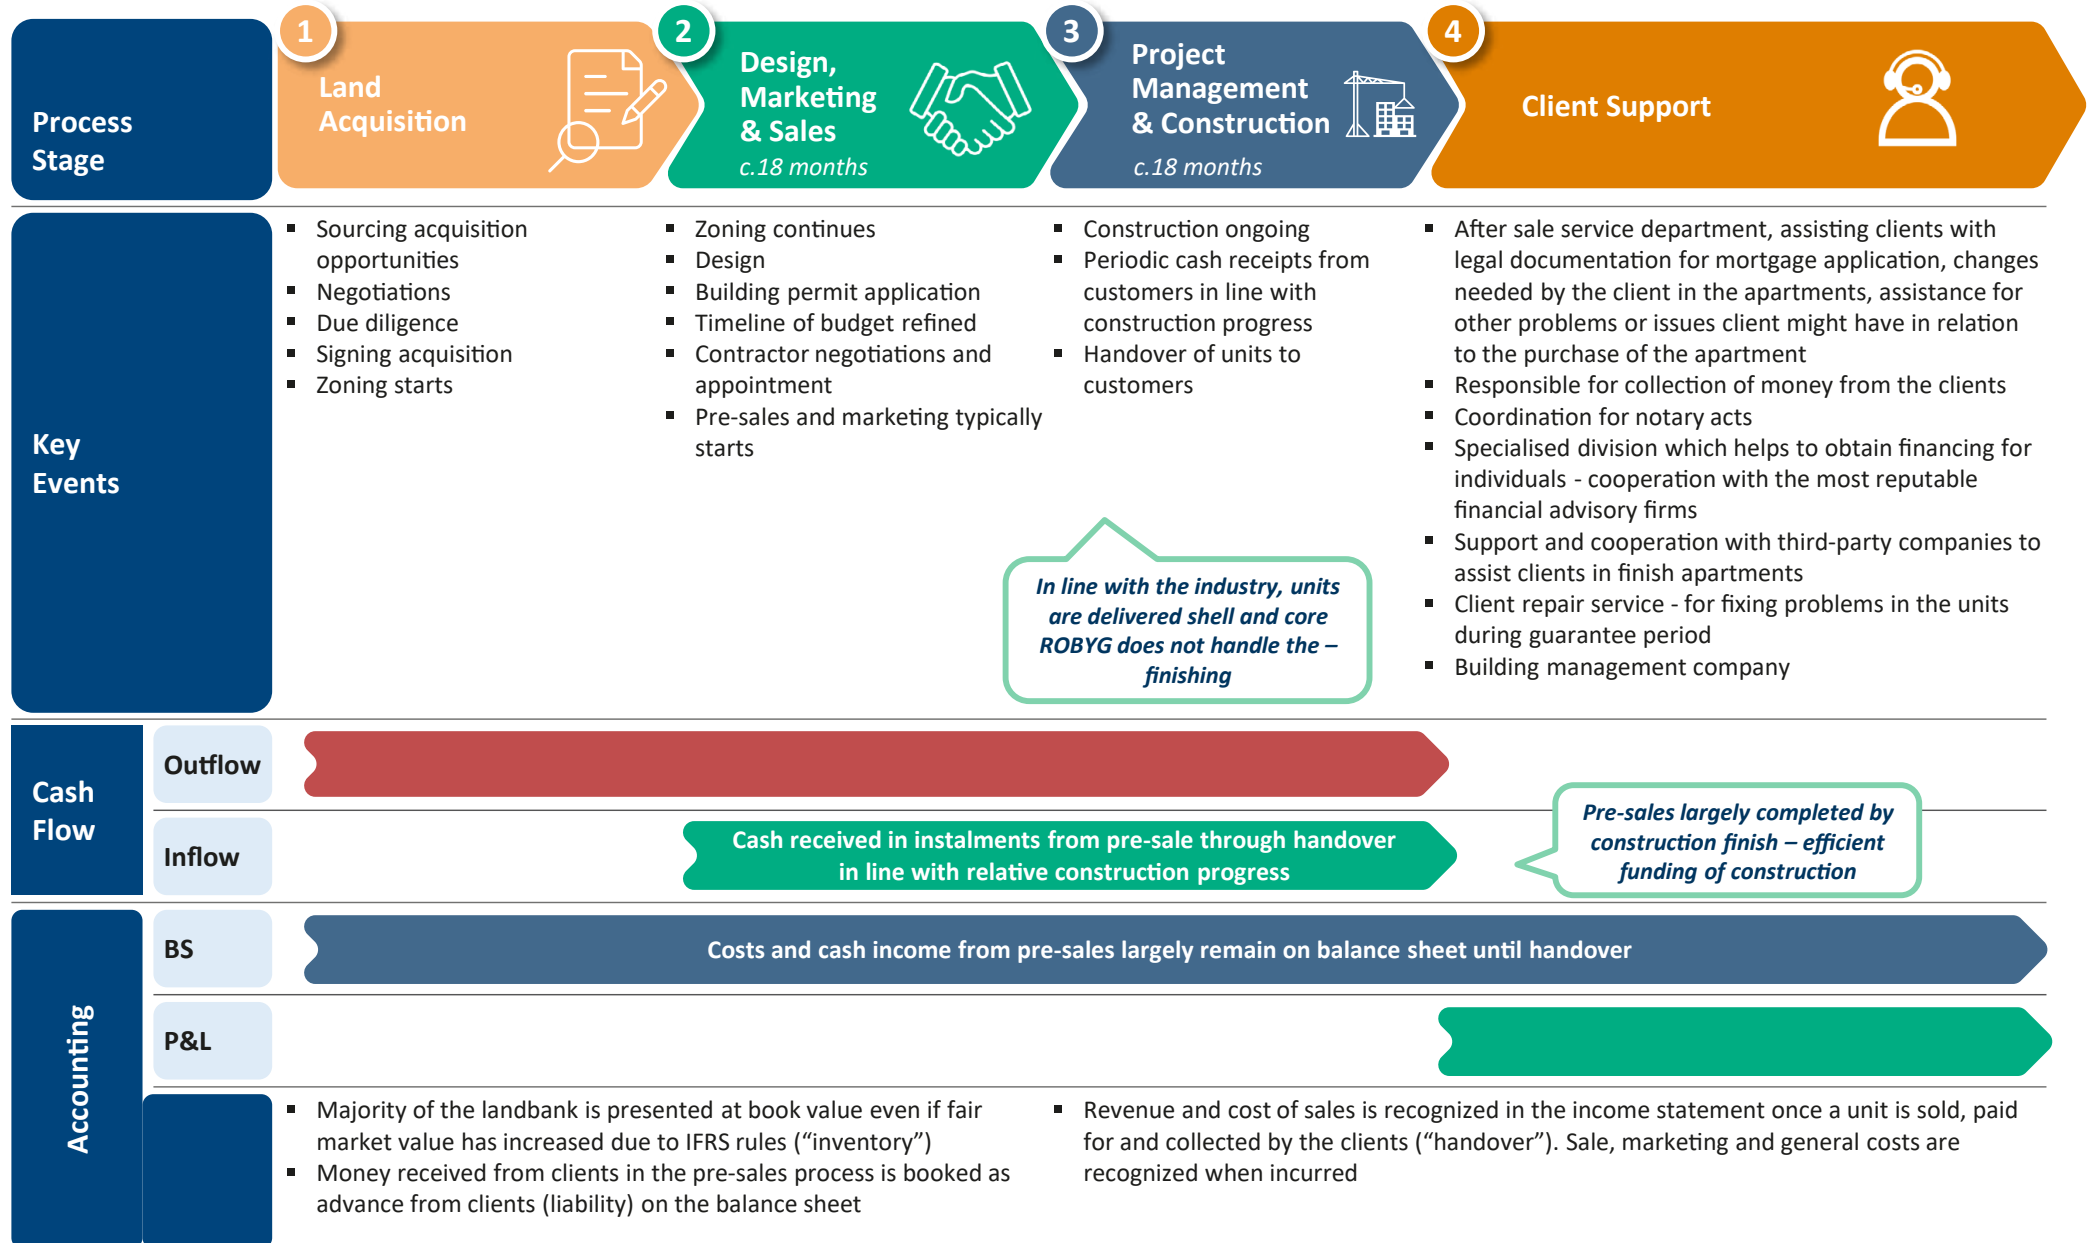 Process
Stage
1
Land
Acquisition
2
Design,
Marketing
& Sales
c.18 months
3
Project
Management
& Construction
c.18 months
4
Client Support
Key
Events
▪ Sourcing acquisition
opportunities
▪ Negotiations
▪ Due diligence
▪ Signing acquisition
▪ Zoning starts
▪ Zoning continues
▪ Design
▪ Building permit application
▪ Timeline of budget refined
▪ Contractor negotiations and
appointment
▪ Pre-sales and marketing typically
starts
▪ Construction ongoing
▪ Periodic cash receipts from
customers in line with
construction progress
▪ Handover of units to
customers
In line with the industry, units
are delivered shell and core
ROBYG does not handle the –
finishing
▪ After sale service department, assisting clients with
legal documentation for mortgage application, changes
needed by the client in the apartments, assistance for
other problems or issues client might have in relation
to the purchase of the apartment
▪ Responsible for collection of money from the clients
▪ Coordination for notary acts
▪ Specialised division which helps to obtain financing for
individuals - cooperation with the most reputable
financial advisory firms
▪ Support and cooperation with third-party companies to
assist clients in finish apartments
▪ Client repair service - for fixing problems in the units
during guarantee period
▪ Building management company
Cash
Flow
Outflow
Inflow
Cash received in instalments from pre-sale through handover
in line with relative construction progress
Pre-sales largely completed by
construction finish – efficient
funding of construction
Accounting
BS
Costs and cash income from pre-sales largely remain on balance sheet until handover
P&L
▪ Majority of the landbank is presented at book value even if fair
market value has increased due to IFRS rules (“inventory”)
▪ Money received from clients in the pre-sales process is booked as
advance from clients (liability) on the balance sheet
▪ Revenue and cost of sales is recognized in the income statement once a unit is sold, paid
for and collected by the clients (“handover”). Sale, marketing and general costs are
recognized when incurred